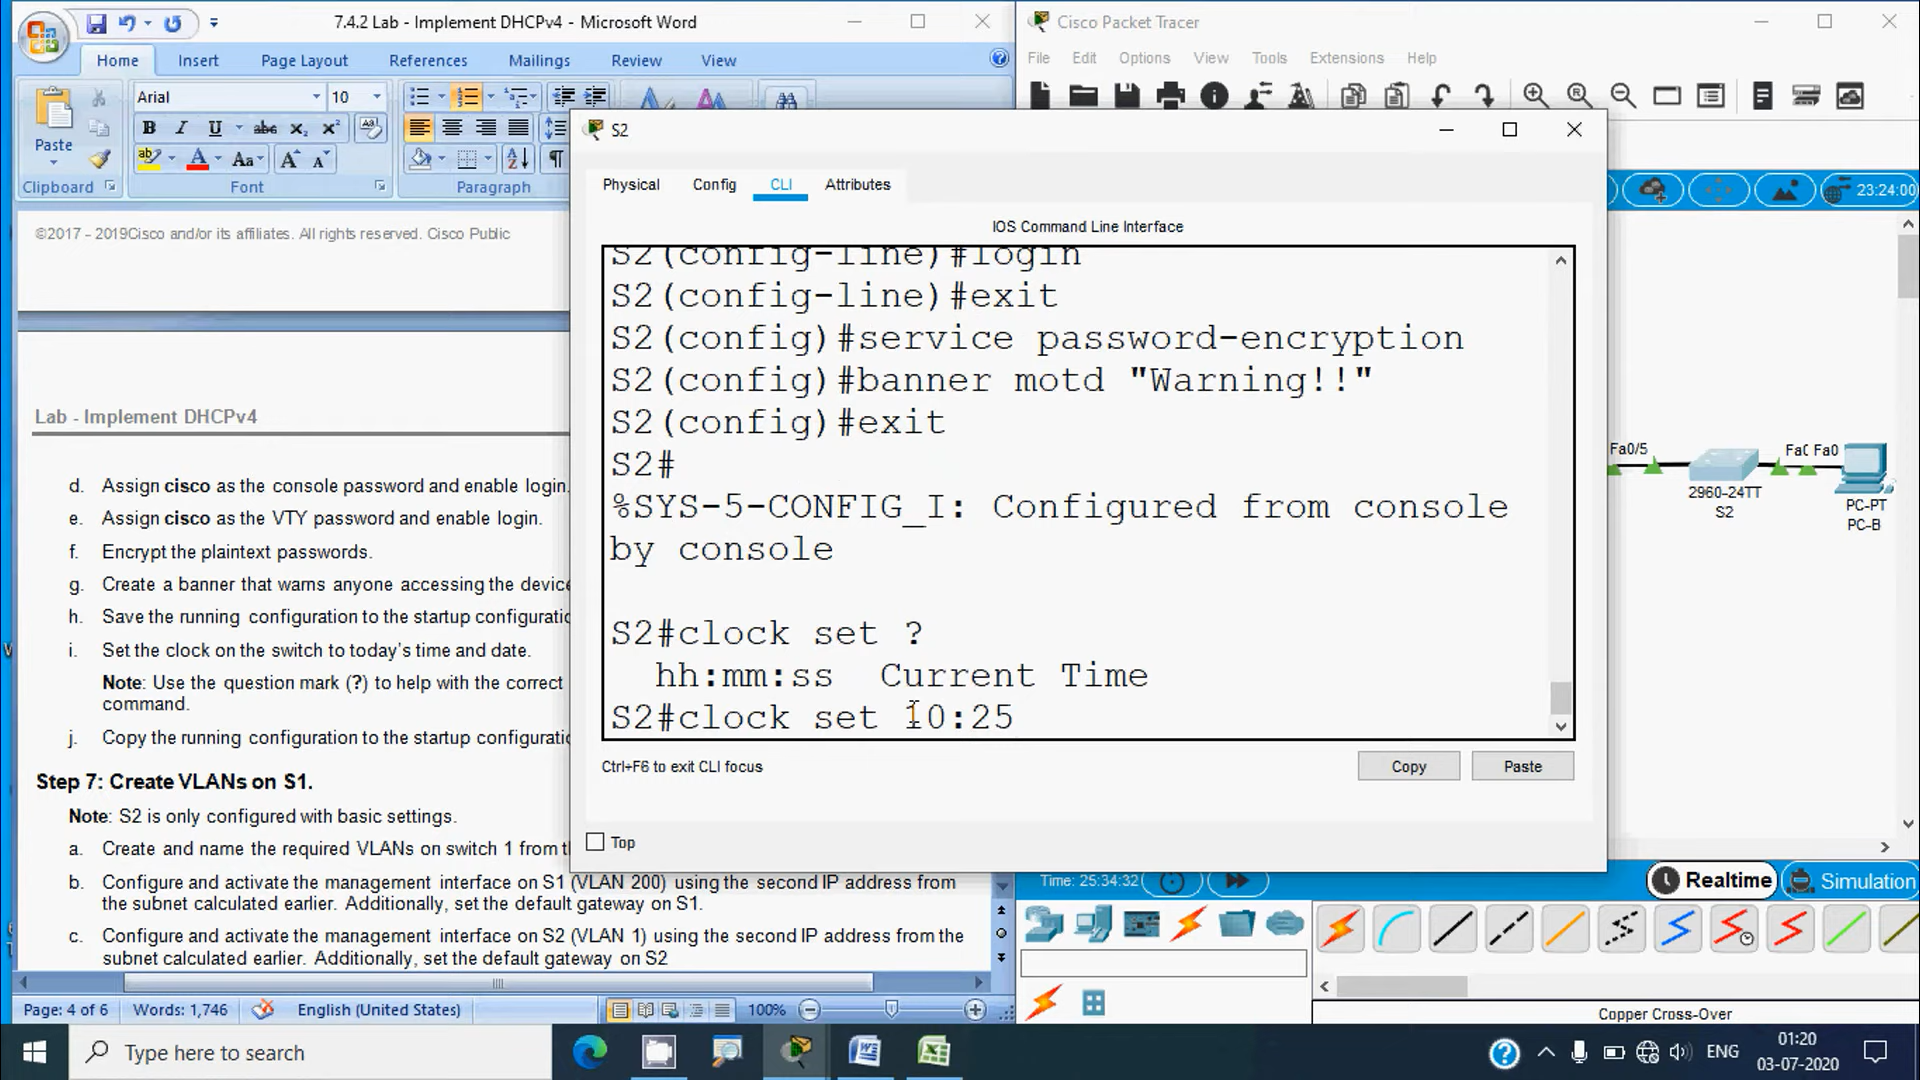 7.4.2 Lab - Implement DHCPv4 - Microsoft Word
Home Insert Page Layout References Mailings Review View
Paste
Clipboard
Arial 10
B I U abc x₂ x²
ab A Aa A A
Font
Paragraph
©2017 - 2019Cisco and/or its affiliates. All rights reserved. Cisco Public
Lab - Implement DHCPv4
d. Assign cisco as the console password and enable login.
e. Assign cisco as the VTY password and enable login.
f. Encrypt the plaintext passwords.
g. Create a banner that warns anyone accessing the device
h. Save the running configuration to the startup configuration
i. Set the clock on the switch to today's time and date.
Note: Use the question mark (?) to help with the correct
command.
j. Copy the running configuration to the startup configuration
Step 7: Create VLANs on S1.
Note: S2 is only configured with basic settings.
a. Create and name the required VLANs on switch 1 from th
b. Configure and activate the management interface on S1 (VLAN 200) using the second IP address from
the subnet calculated earlier. Additionally, set the default gateway on S1.
c. Configure and activate the management interface on S2 (VLAN 1) using the second IP address from the
subnet calculated earlier. Additionally, set the default gateway on S2
Page: 4 of 6 Words: 1,746 English (United States) 100%
Cisco Packet Tracer
File Edit Options View Tools Extensions Help
23:24:00
S2
Physical Config CLI Attributes
IOS Command Line Interface
S2(config-line)#login
S2(config-line)#exit
S2(config)#service password-encryption
S2(config)#banner motd "Warning!!"
S2(config)#exit
S2#
%SYS-5-CONFIG_I: Configured from console
by console
S2#clock set ?
hh:mm:ss Current Time
S2#clock set 10:25
Ctrl+F6 to exit CLI focus
Copy Paste
Top
Fa0/5
2960-24TT
S2
Fa0
PC-PT
PC-B
Time: 25:34:32
Realtime Simulation
Copper Cross-Over
Type here to search
ENG
01:20
03-07-2020